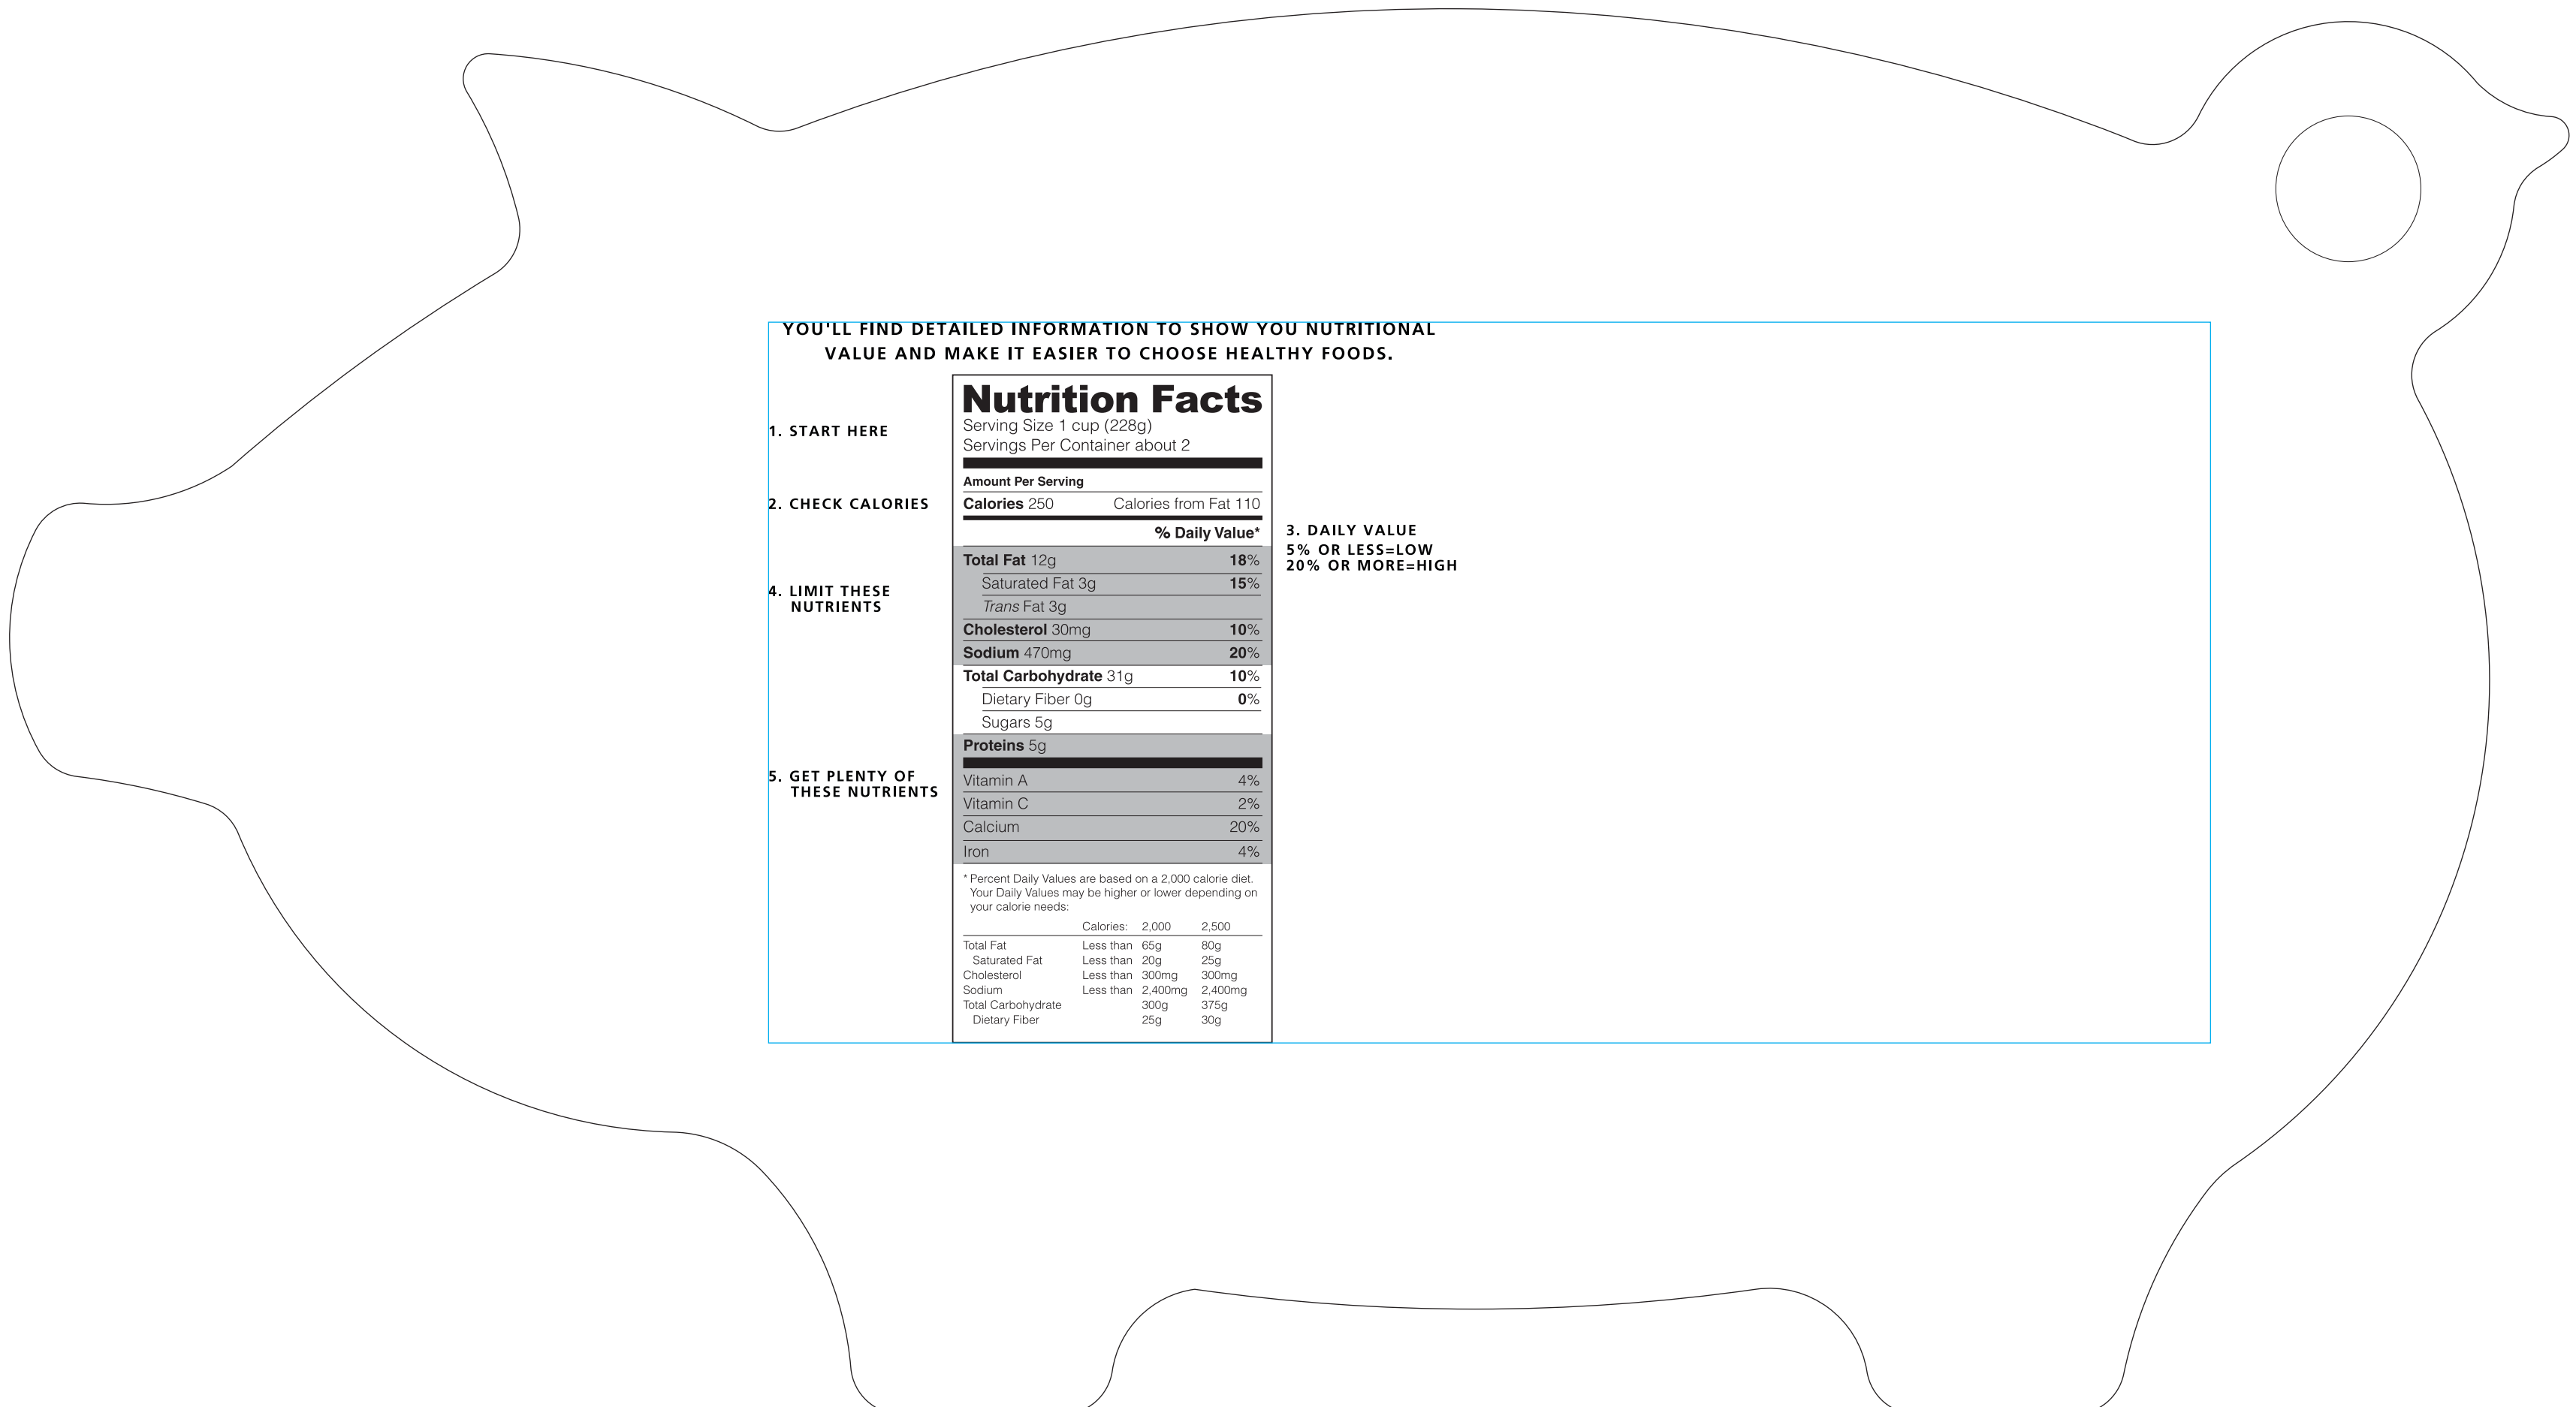 YOU'LL FIND DETAILED INFORMATION TO SHOW YOU NUTRITIONAL
VALUE AND MAKE IT EASIER TO CHOOSE HEALTHY FOODS.
1. START HERE
2. CHECK CALORIES
4. LIMIT THESE
NUTRIENTS
5. GET PLENTY OF
THESE NUTRIENTS
Nutrition Facts
Serving Size 1 cup (228g)
Servings Per Container about 2
Amount Per Serving
Calories 250 Calories from Fat 110
% Daily Value*
Total Fat 12g 18%
Saturated Fat 3g 15%
Trans Fat 3g
Cholesterol 30mg 10%
Sodium 470mg 20%
Total Carbohydrate 31g 10%
Dietary Fiber 0g 0%
Sugars 5g
Proteins 5g
Vitamin A 4%
Vitamin C 2%
Calcium 20%
Iron 4%
* Percent Daily Values are based on a 2,000 calorie diet.
Your Daily Values may be higher or lower depending on
your calorie needs:
Calories: 2,000 2,500
Total Fat Less than 65g 80g
Saturated Fat Less than 20g 25g
Cholesterol Less than 300mg 300mg
Sodium Less than 2,400mg 2,400mg
Total Carbohydrate 300g 375g
Dietary Fiber 25g 30g
3. DAILY VALUE
5% OR LESS=LOW
20% OR MORE=HIGH